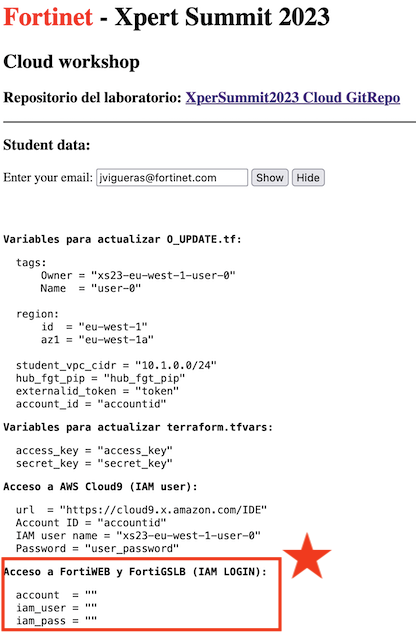 Fortinet - Xpert Summit 2023
Cloud workshop
Repositorio del laboratorio: XperSummit2023 Cloud GitRepo
Student data:
Enter your email: jvigueras@fortinet.com Show Hide
Variables para actualizar 0_UPDATE.tf:
tags:
Owner = "xs23-eu-west-1-user-0"
Name  = "user-0"
region:
id  = "eu-west-1"
az1 = "eu-west-1a"
student_vpc_cidr = "10.1.0.0/24"
hub_fgt_pip = "hub_fgt_pip"
externalid_token = "token"
account_id = "accountid"
Variables para actualizar terraform.tfvars:
access_key = "access_key"
secret_key = "secret_key"
Acceso a AWS Cloud9 (IAM user):
url  = "https://cloud9.x.amazon.com/IDE"
Account ID = "accountid"
IAM user name = "xs23-eu-west-1-user-0"
Password = "user_password"
Acceso a FortiWEB y FortiGSLB (IAM LOGIN):
account  = ""
iam_user = ""
iam_pass = ""